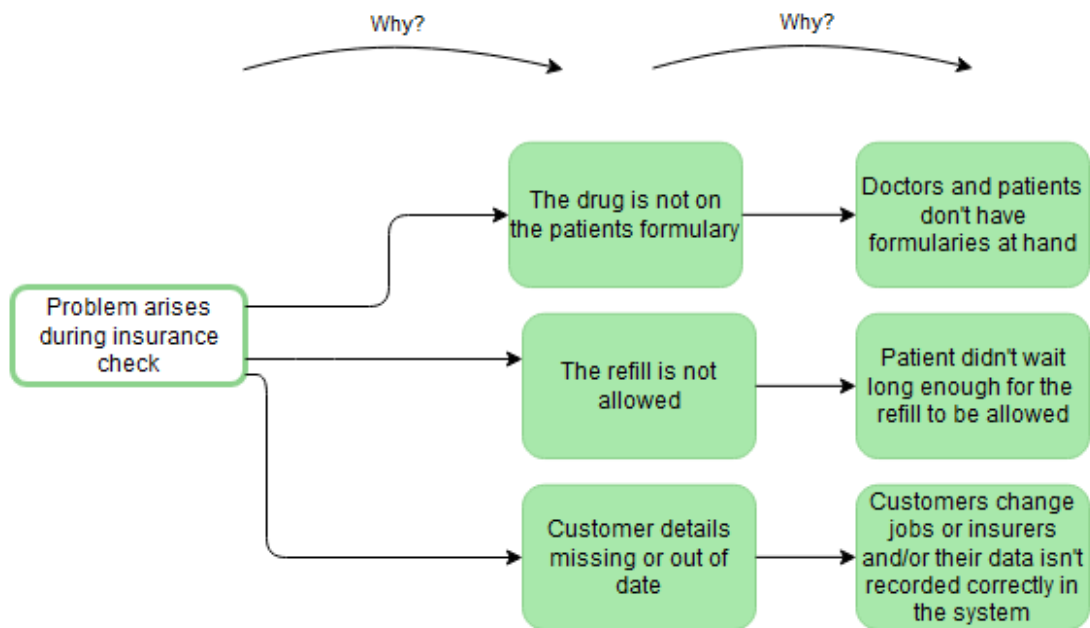 Why?
Why?
The drug is not on
the patients formulary
Doctors and patients
don't have
formularies at hand
Problem arises
during insurance
check
The refill is not
allowed
Patient didn't wait
long enough for the
refill to be allowed
Customer details
missing or out of
date
Customers change
jobs or insurers
and/or their data isn't
recorded correctly in
the system